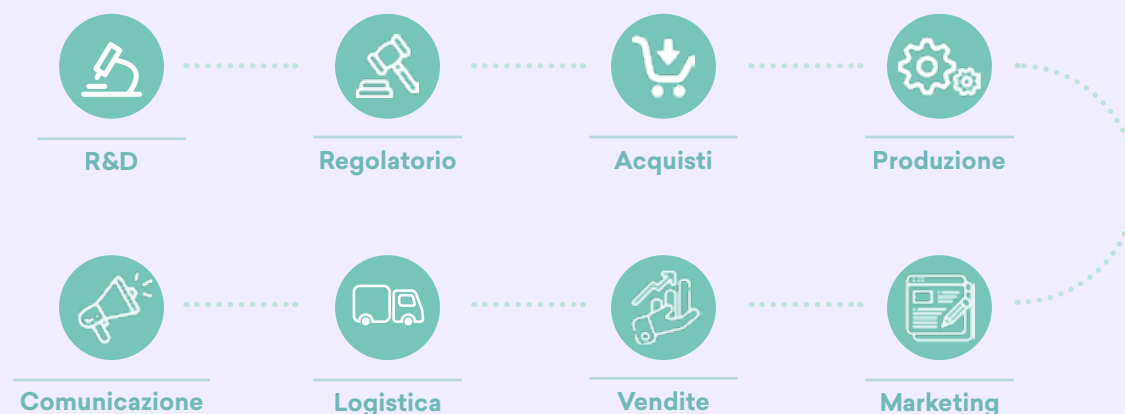 R&D
Regolatorio
Acquisti
Produzione
Comunicazione
Logistica
Vendite
Marketing